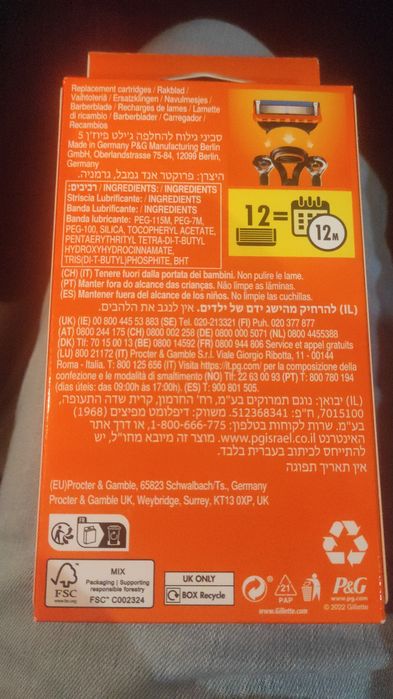 Replacement cartridges / Rakblad /
Vaihtoteriä / Ersatzklingen / Navulmesjes /
Barberblade / Recharges de lames / Lamette
di ricambio / Barberblader / Cargador /
Recambios
סכיני גילוח להחלפה ג'ילט פיוז'ן 5
Made in Germany P&G Manufacturing Berlin
GmbH, Oberlandstrasse 75-84, 12099 Berlin,
Germany.
היצרן: פרוקטר אנד גמבל, גרמניה.
רכיבים / INGREDIENTS: / INGREDIENTS
Striscia Lubrificante: / INGREDIENTS
Banda Lubrificante: / INGREDIENTS
Banda lubricante: PEG-115M, PEG-7M,
PEG-100, SILICA, TOCOPHERYL ACETATE,
PENTAERYTHRITYL TETRA-DI-T-BUTYL
HYDROXYHYDROCINNAMATE,
TRIS(DI-T-BUTYL)PHOSPHITE, BHT
12=
12M
(CH) (IT) Tenere fuori dalla portata dei bambini. Non pulire le lame.
(PT) Manter fora do alcance das crianças. Não limpe as lâminas.
(ES) Mantener fuera del alcance de los niños. No limpie las cuchillas.
(IL) להרחיק מהישג ידם של ילדים. אין לנגב את הלהבים.
(UK) (IE) 00 800 445 53 883 (SE) Tel. 020-213321 (FI) Puh. 020 377 877
(AT) 0800 244 175 (CH) 0800 002 258 (DE) 0800 000 5071 (NL) 0800 4455388
(DK) Tlf: 70 15 00 13 (BE) 0800 14592 (FR) 0800 944 806 Service et appel gratuits
(LU) 800 21172 (IT) Procter & Gamble S.r.l. Viale Giorgio Ribotta, 11 - 00144
Roma - Italia. T: 800 125 656 (IT) Visita https://it.pg.com/ per la composizione della
confezione e le modalità di smaltimento (NO) Tlf: 22 63 00 93 (PT) T: 800 780 194
(dias úteis: das 09:00h às 17:00h). (ES) T: 900 801 505.
(IL) יבואן: נוגם תמרוקים בע"מ, רח' החרמון, קרית שדה התעופה,
7015100, ח"פ: 512368341. משווק: דיפלומט מפיצים (1968)
בע"מ. שרות לקוחות בטלפון: 1-800-666-775, או דרך אתר
האינטרנט www.pgisrael.co.il. מוצר זה מיובא מחו"ל, יש
להתייחס לכיתוב בעברית בלבד.
אין תאריך תפוגה
(EU)Procter & Gamble, 65823 Schwalbach/Ts., Germany
Procter & Gamble UK, Weybridge, Surrey, KT13 0XP, UK
FR
FSC
www.fsc.org
MIX
Packaging | Supporting
responsible forestry
FSC™ C002324
UK ONLY
BOX Recycle
21
PAP
www.Gillette.com
P&G
www.pg.com
© 2022 Gillette